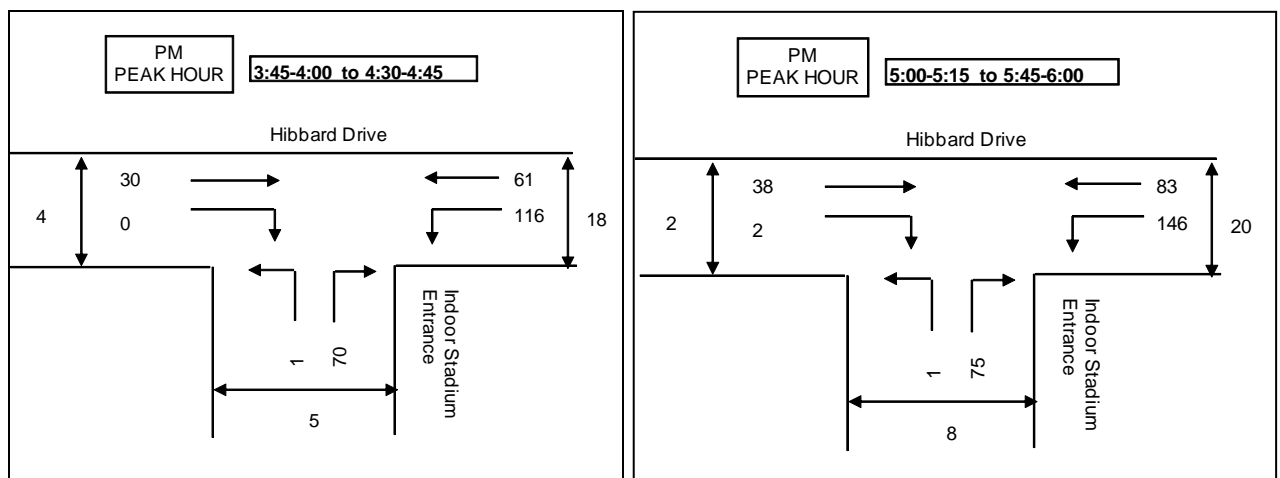 PM
PEAK HOUR
3:45-4:00 to 4:30-4:45
Hibbard Drive
30
61
4
0
116
18
1
70
Indoor Stadium
Entrance
5
PM
PEAK HOUR
5:00-5:15 to 5:45-6:00
Hibbard Drive
38
83
2
2
146
20
1
75
Indoor Stadium
Entrance
8